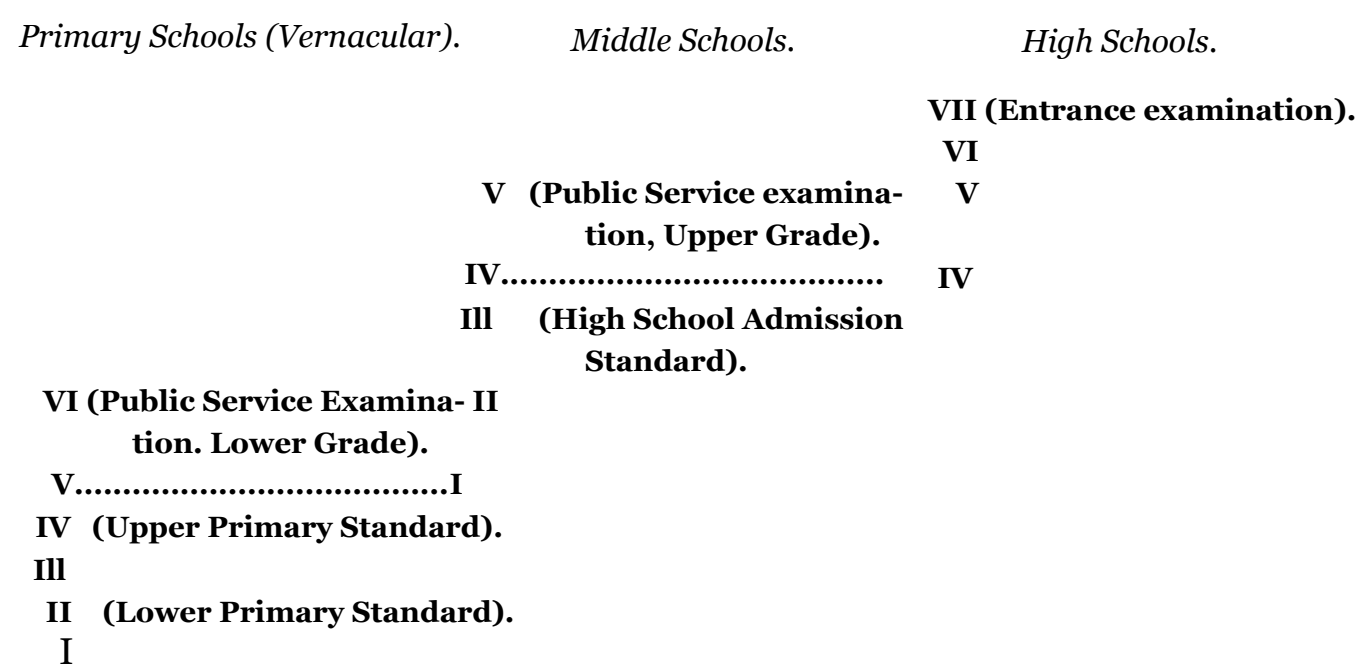 Primary Schools (Vernacular). Middle Schools. High Schools.
VII (Entrance examination).
VI
V (Public Service examina- V
tion, Upper Grade).
IV........................................ IV
Ill (High School Admission
Standard).
VI (Public Service Examina- II
tion. Lower Grade).
V.......................................I
IV (Upper Primary Standard).
Ill
II (Lower Primary Standard).
I